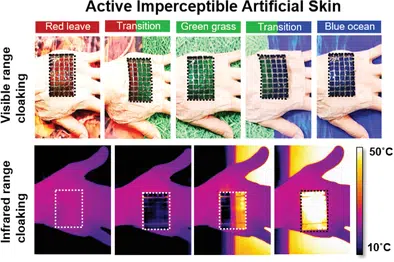 Active Imperceptible Artificial Skin
Red leave Transition Green grass Transition Blue ocean
Visible range
cloaking
Infrared range
cloaking
50°C
10°C